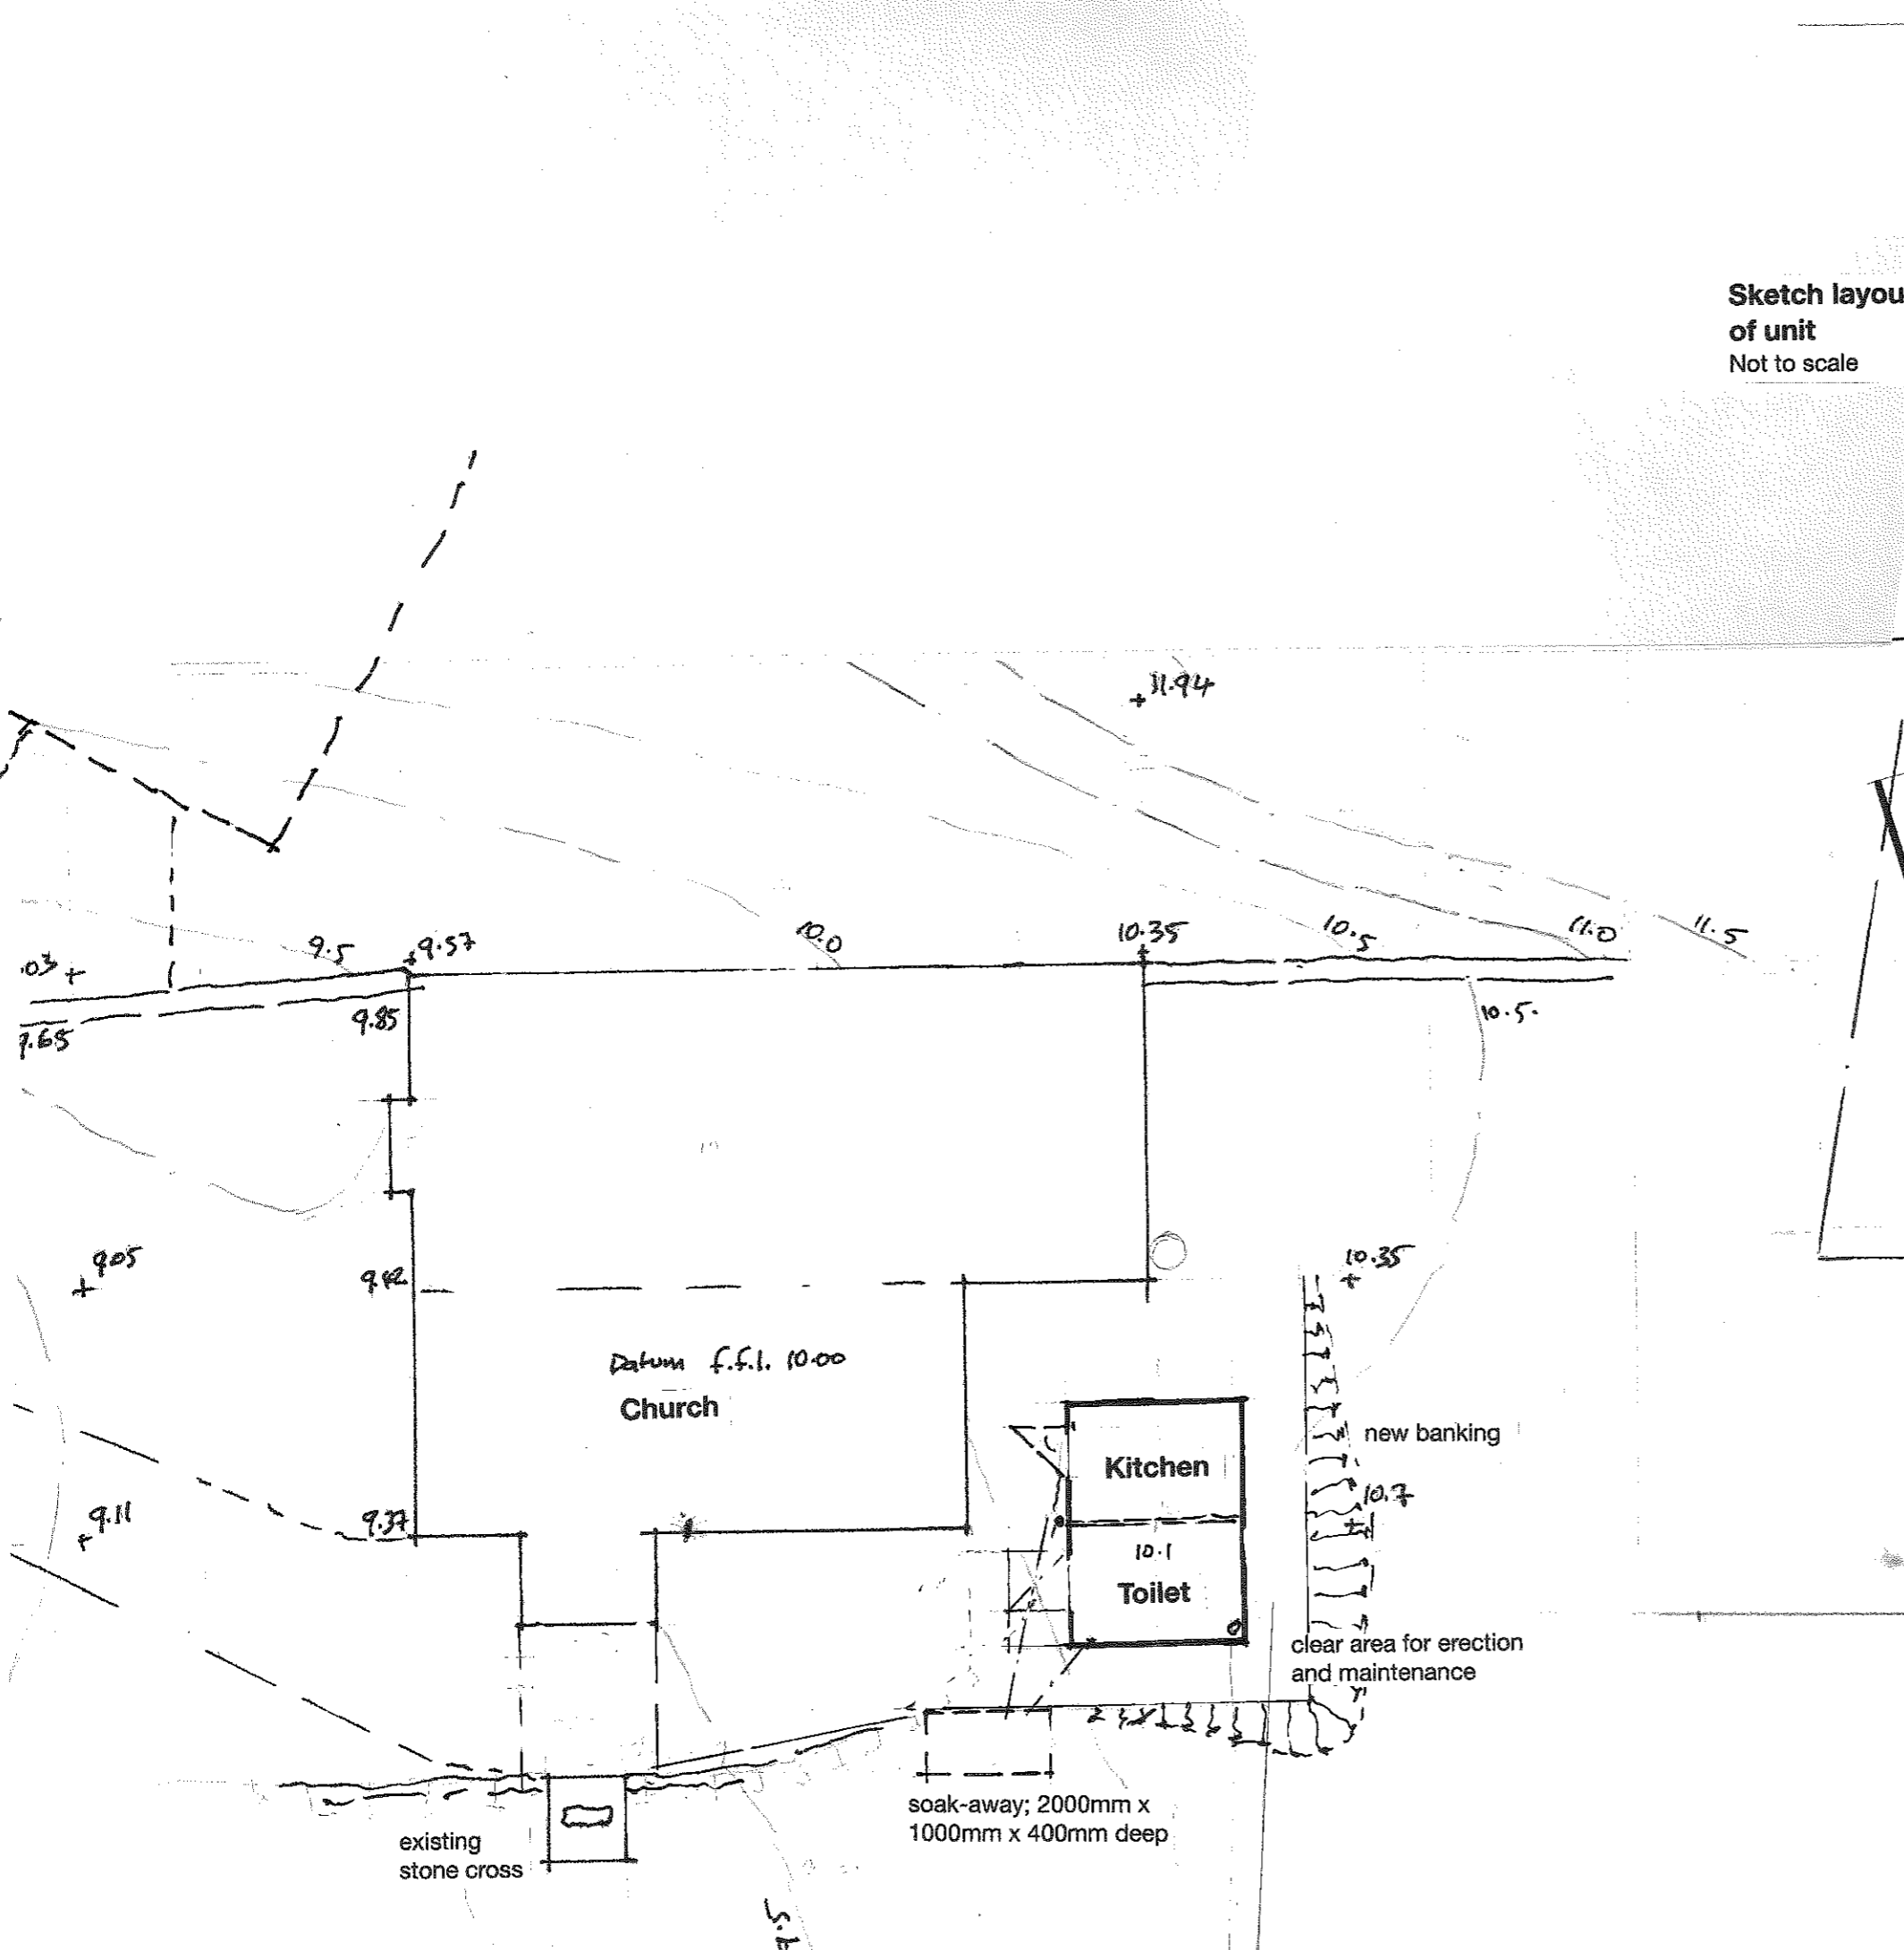 Sketch layou
of unit
Not to scale
11.94
9.5
9.57
10.0
10.35
10.5
11.0
11.5
.03
9.85
10.5.
9.05
9.42
10.35
Datum f.f.l. 10.00
Church
new banking
Kitchen
10.7
9.11
9.37
10.1
Toilet
clear area for erection
and maintenance
soak-away; 2000mm x
1000mm x 400mm deep
existing
stone cross